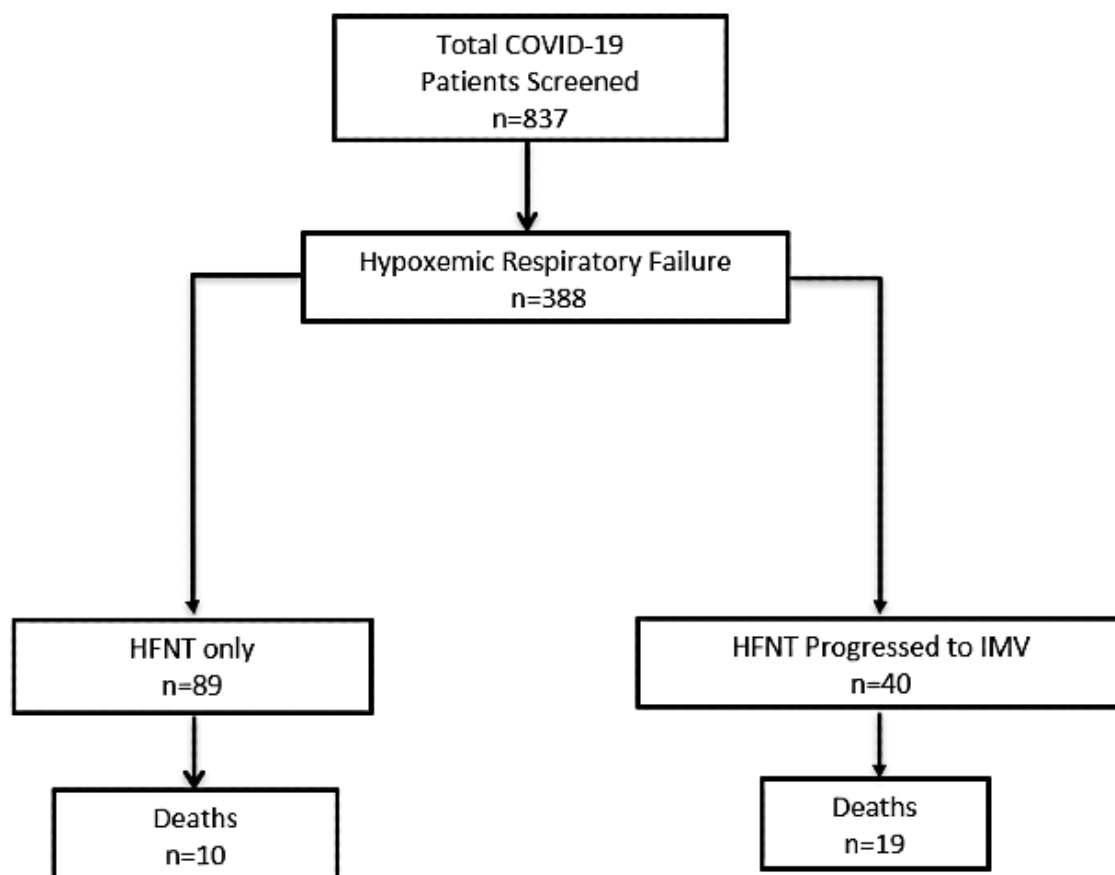 Total COVID-19
Patients Screened
n=837
Hypoxemic Respiratory Failure
n=388
HFNT only
n=89
HFNT Progressed to IMV
n=40
Deaths
n=10
Deaths
n=19